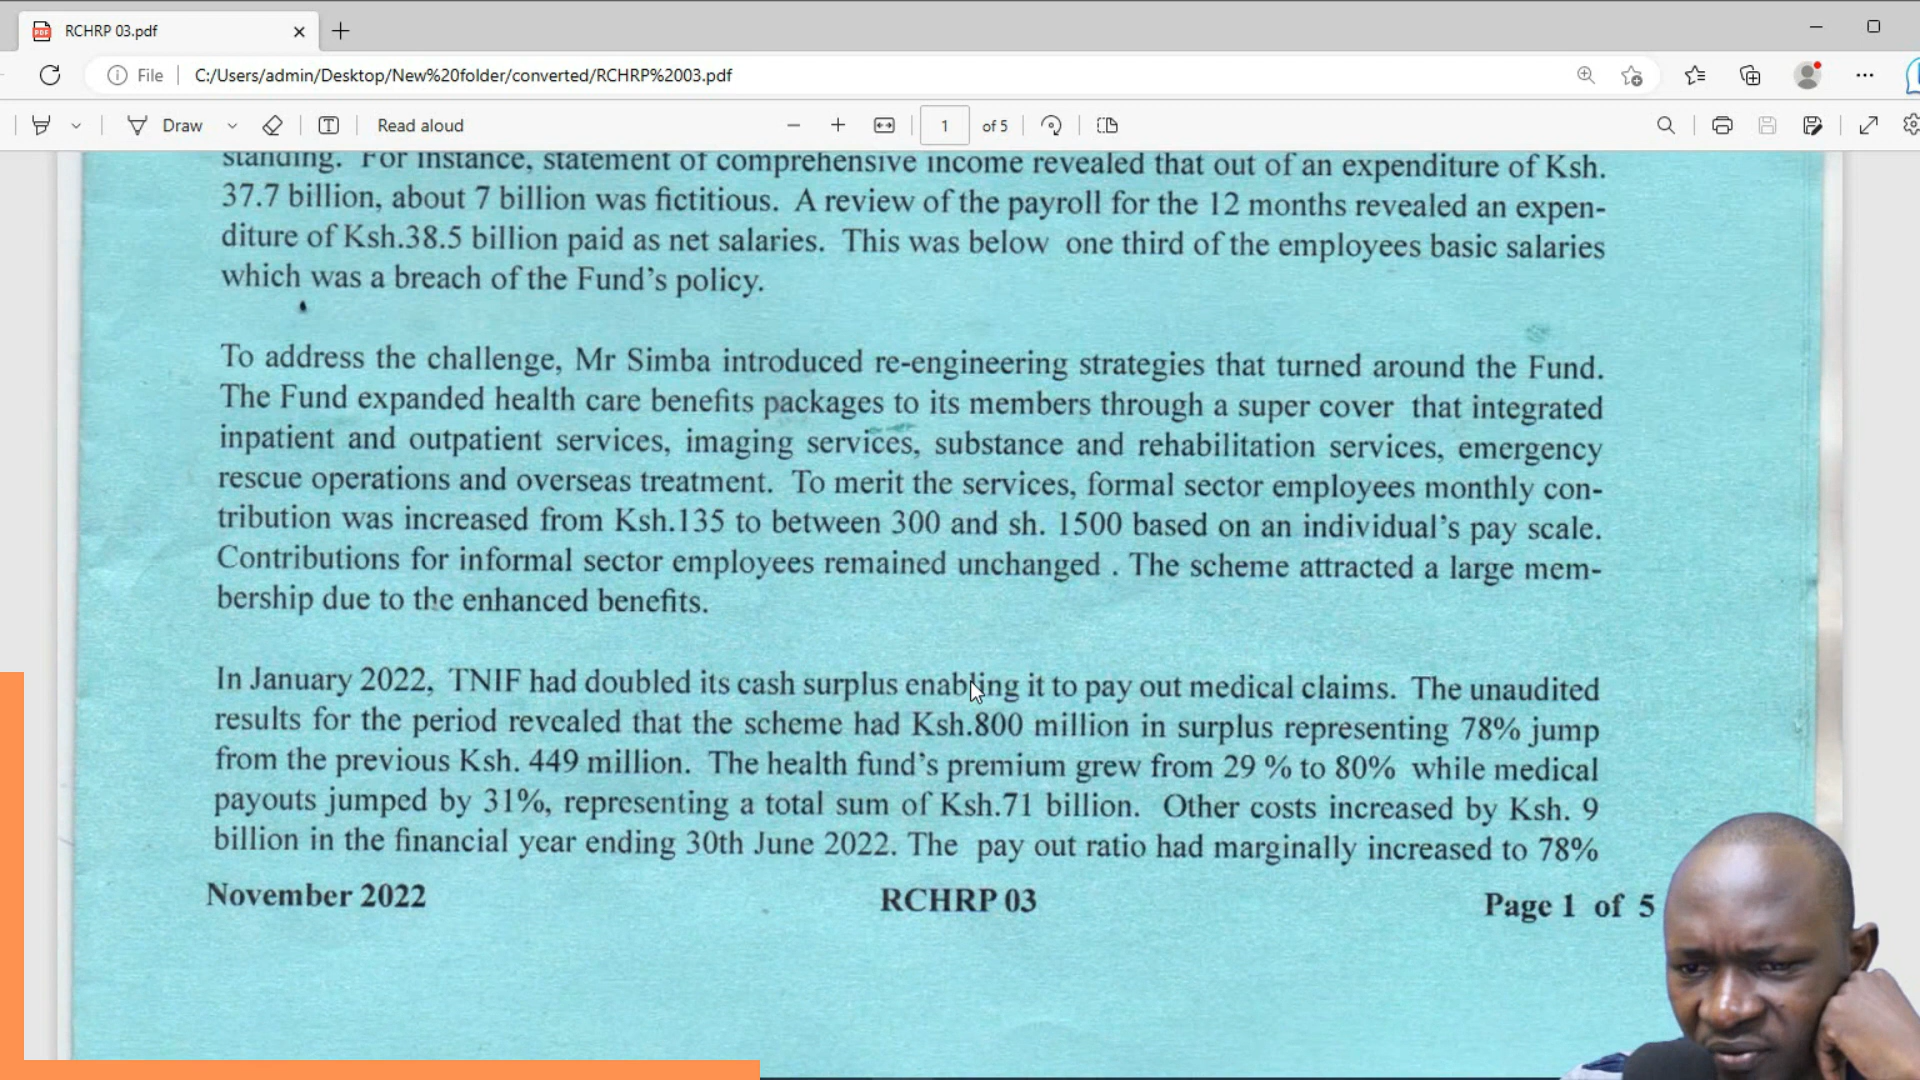 RCHRP 03.pdf
File
C:/Users/admin/Desktop/New%20folder/converted/RCHRP%2003.pdf
Draw
Read aloud
1 of 5
standing. For instance, statement of comprehensive income revealed that out of an expenditure of Ksh.
37.7 billion, about 7 billion was fictitious. A review of the payroll for the 12 months revealed an expen-
diture of Ksh.38.5 billion paid as net salaries. This was below one third of the employees basic salaries
which was a breach of the Fund's policy.
To address the challenge, Mr Simba introduced re-engineering strategies that turned around the Fund.
The Fund expanded health care benefits packages to its members through a super cover that integrated
inpatient and outpatient services, imaging services, substance and rehabilitation services, emergency
rescue operations and overseas treatment. To merit the services, formal sector employees monthly con-
tribution was increased from Ksh.135 to between 300 and sh. 1500 based on an individual's pay scale.
Contributions for informal sector employees remained unchanged . The scheme attracted a large mem-
bership due to the enhanced benefits.
In January 2022, TNIF had doubled its cash surplus enabling it to pay out medical claims. The unaudited
results for the period revealed that the scheme had Ksh.800 million in surplus representing 78% jump
from the previous Ksh. 449 million. The health fund's premium grew from 29 % to 80% while medical
payouts jumped by 31%, representing a total sum of Ksh.71 billion. Other costs increased by Ksh. 9
billion in the financial year ending 30th June 2022. The pay out ratio had marginally increased to 78%
November 2022 RCHRP 03 Page 1 of 5